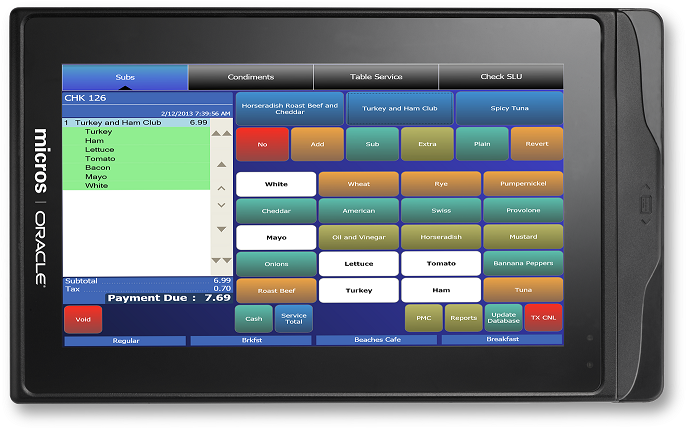 Subs
Condiments
Table Service
Check SLU
CHK 126
2/12/2013 7:39:56 AM
1 Turkey and Ham Club 6.99
Turkey
Ham
Lettuce
Tomato
Bacon
Mayo
White
Subtotal 6.99
Tax 0.70
Payment Due : 7.69
Horseradish Roast Beef and
Cheddar
Turkey and Ham Club
Spicy Tuna
No
Add
Sub
Extra
Plain
Revert
White
Wheat
Rye
Pumpernickel
Cheddar
American
Swiss
Provolone
Mayo
Oil and Vinegar
Horseradish
Mustard
Onions
Lettuce
Tomato
Bannana Peppers
Roast Beef
Turkey
Ham
Tuna
Void
Cash
Service
Total
PMC
Reports
Update
Database
TX CNL
Regular
Brkfst
Beaches Cafe
Breakfast
micros | ORACLE®